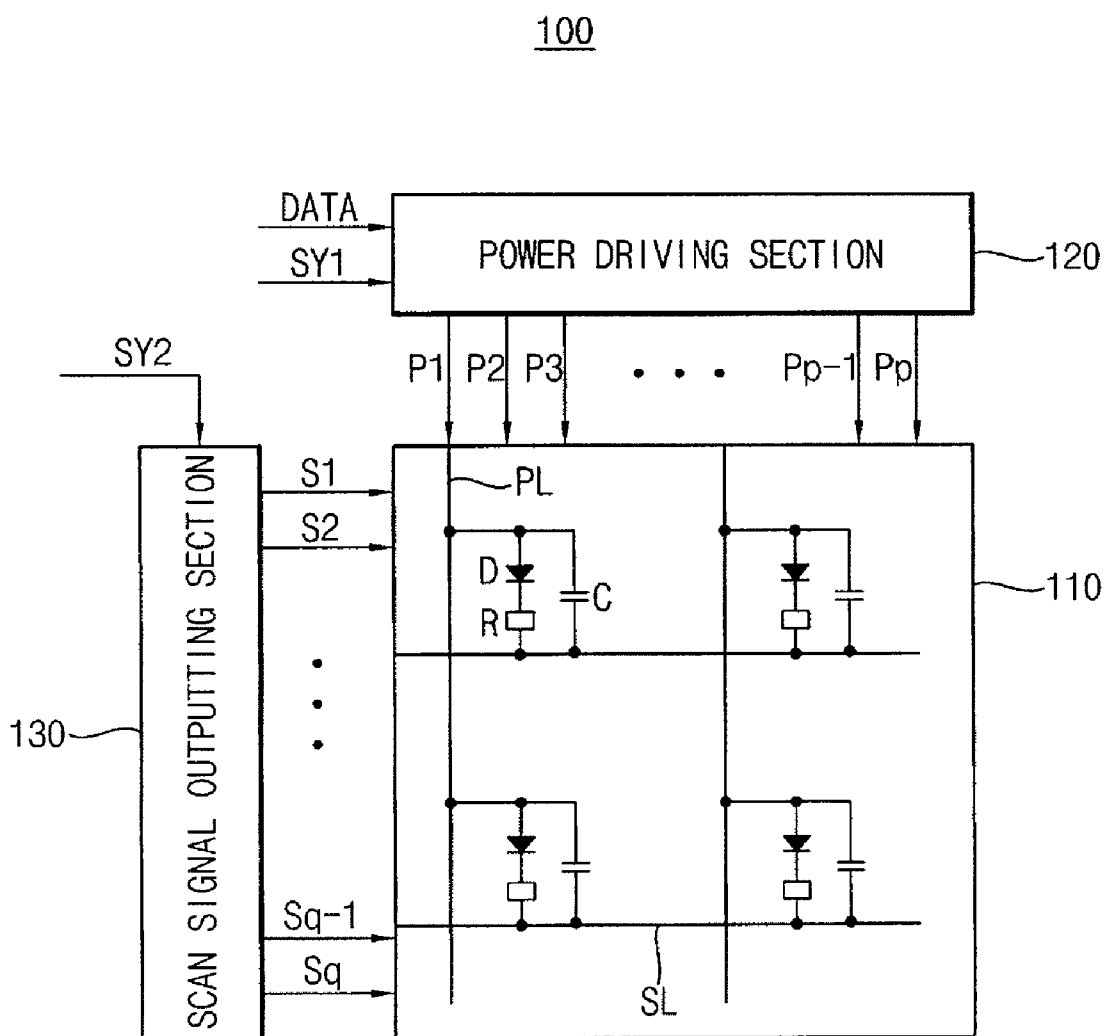 100
DATA
SY1
POWER DRIVING SECTION
120
SY2
P1 P2 P3 Pp-1 Pp
SCAN SIGNAL OUTPUTTING SECTION
130
S1
S2
Sq-1
Sq
PL
D
R
C
110
SL